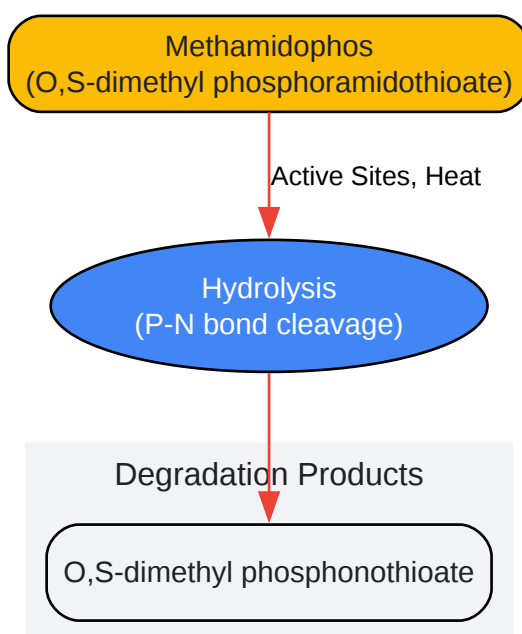 Methamidophos
(O,S-dimethyl phosphoramidothioate)
Active Sites, Heat
Hydrolysis
(P-N bond cleavage)
Degradation Products
O,S-dimethyl phosphonothioate